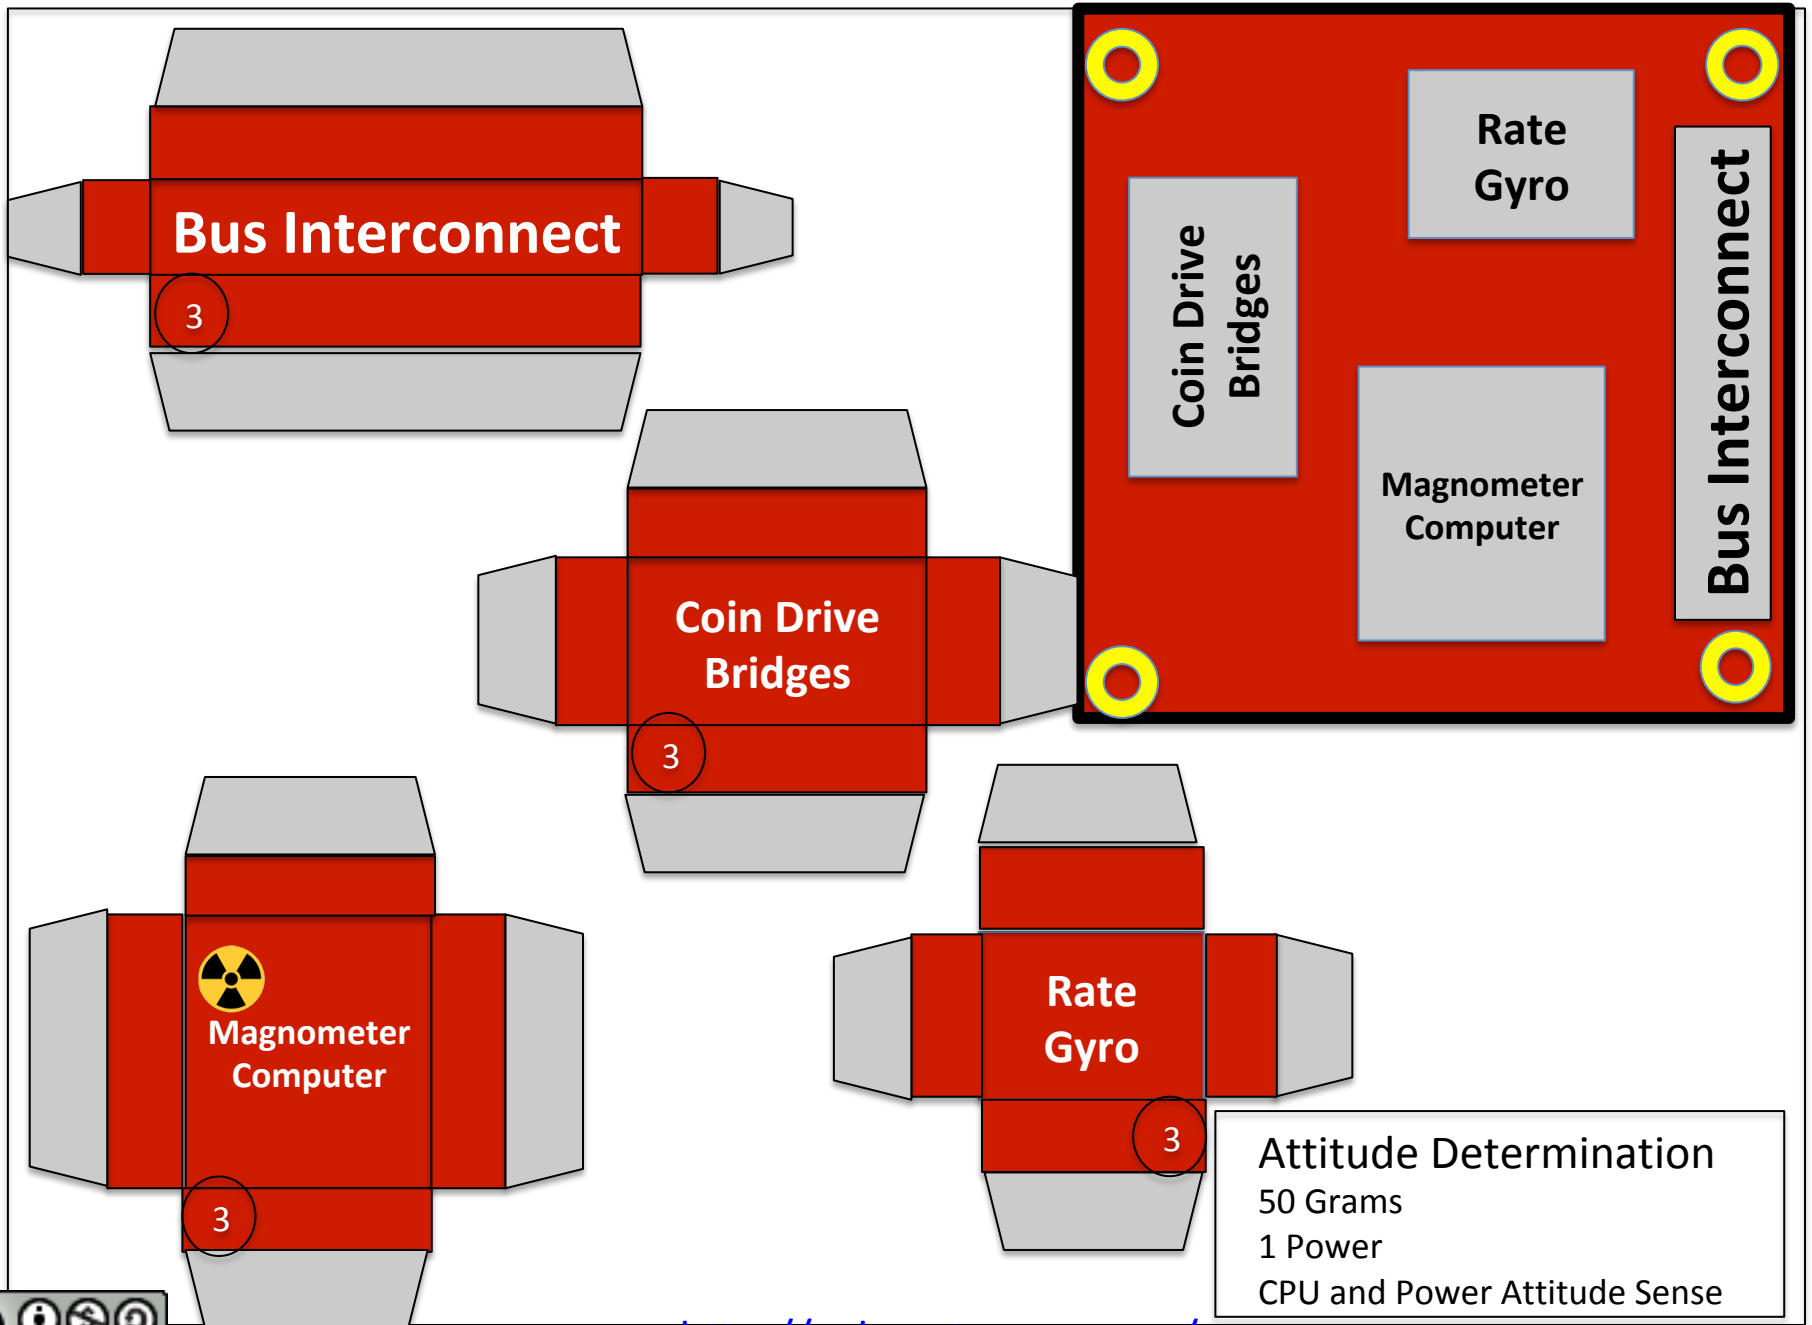 Bus Interconnect
3
Rate
Gyro
Coin Drive
Bridges
Magnometer
Computer
Bus Interconnect
Coin Drive
Bridges
3
Magnometer
Computer
3
Rate
Gyro
3
Attitude Determination
50 Grams
1 Power
CPU and Power Attitude Sense